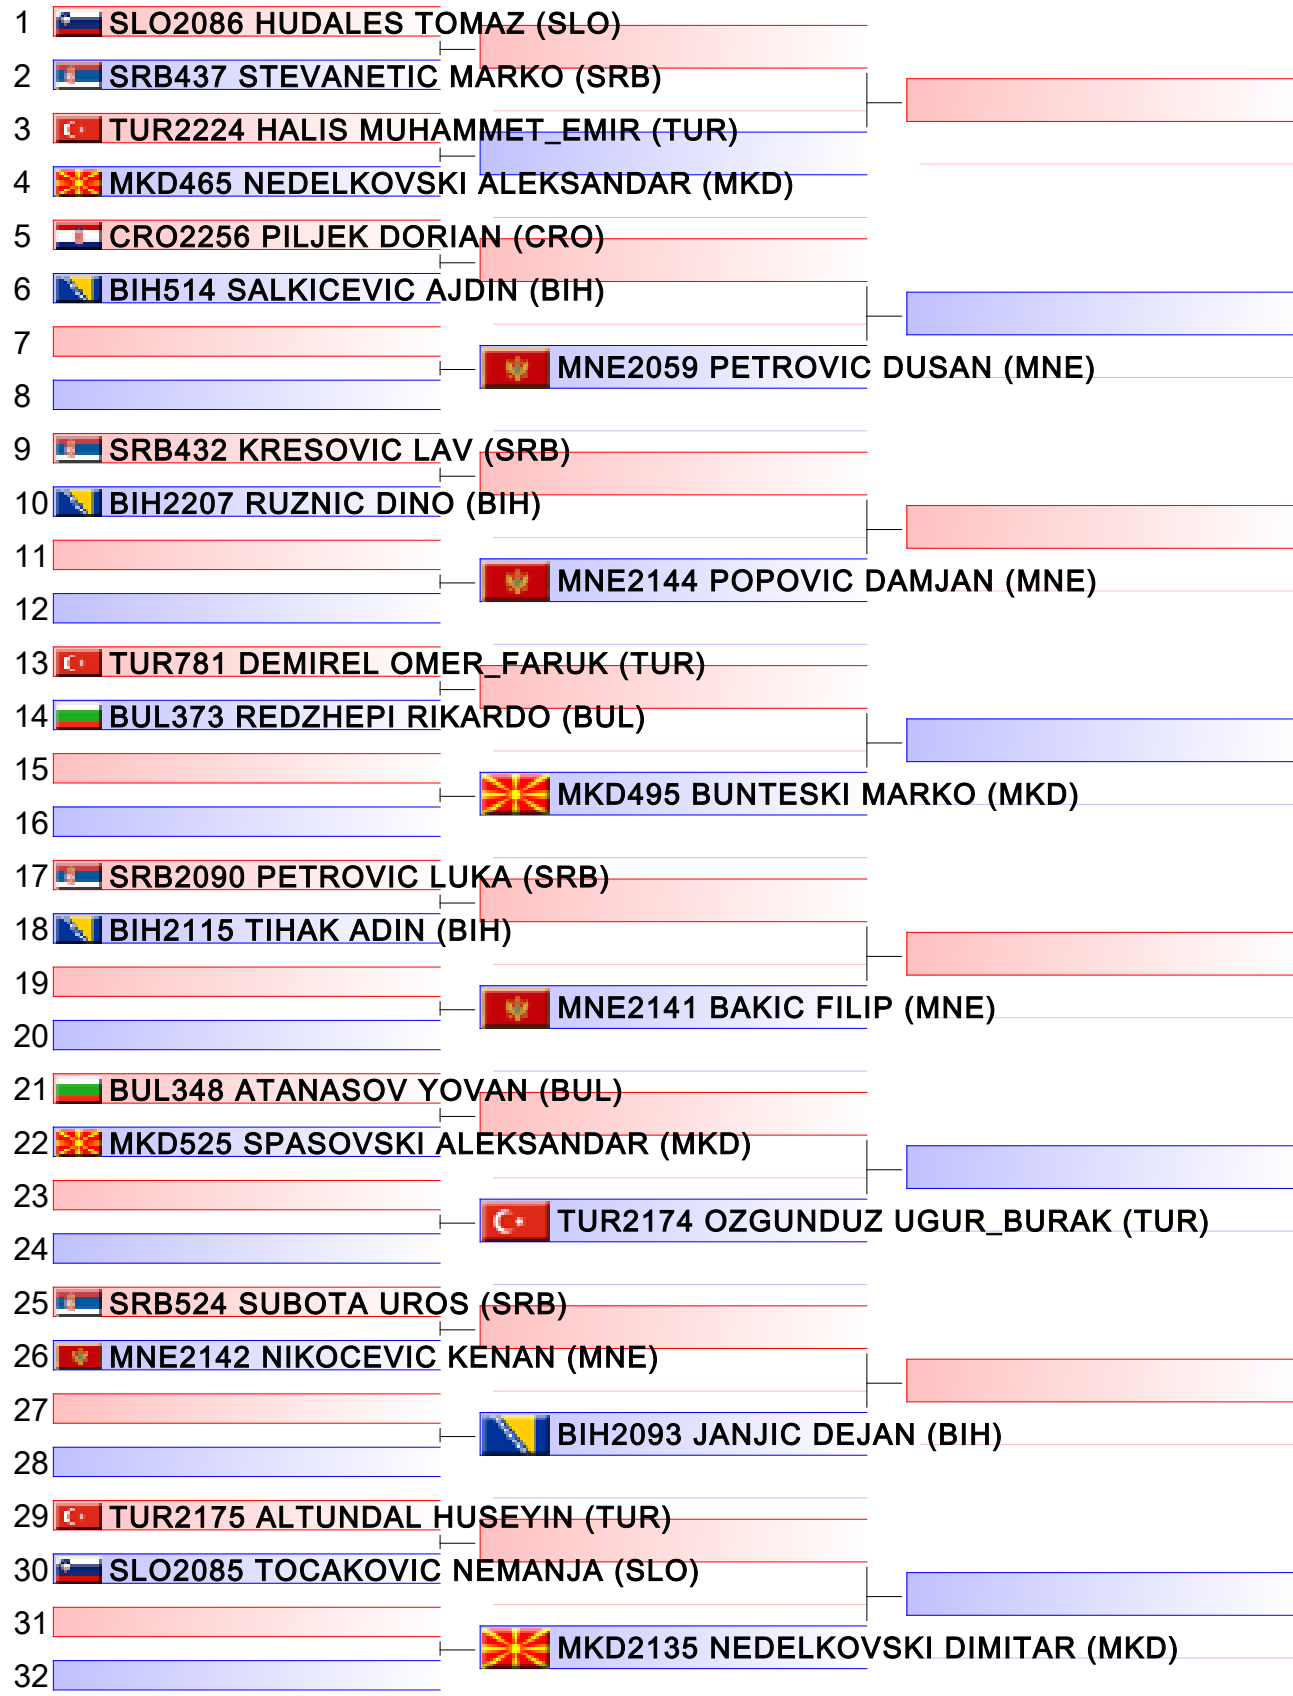 1 SLO2086 HUDALES TOMAZ (SLO)
2 SRB437 STEVANETIC MARKO (SRB)
3 TUR2224 HALIS MUHAMMET_EMIR (TUR)
4 MKD465 NEDELKOVSKI ALEKSANDAR (MKD)
5 CRO2256 PILJEK DORIAN (CRO)
6 BIH514 SALKICEVIC AJDIN (BIH)
7
MNE2059 PETROVIC DUSAN (MNE)
8
9 SRB432 KRESOVIC LAV (SRB)
10 BIH2207 RUZNIC DINO (BIH)
11
MNE2144 POPOVIC DAMJAN (MNE)
12
13 TUR781 DEMIREL OMER_FARUK (TUR)
14 BUL373 REDZHEPI RIKARDO (BUL)
15
MKD495 BUNTESKI MARKO (MKD)
16
17 SRB2090 PETROVIC LUKA (SRB)
18 BIH2115 TIHAK ADIN (BIH)
19
MNE2141 BAKIC FILIP (MNE)
20
21 BUL348 ATANASOV YOVAN (BUL)
22 MKD525 SPASOVSKI ALEKSANDAR (MKD)
23
TUR2174 OZGUNDUZ UGUR_BURAK (TUR)
24
25 SRB524 SUBOTA UROS (SRB)
26 MNE2142 NIKOCEVIC KENAN (MNE)
27
BIH2093 JANJIC DEJAN (BIH)
28
29 TUR2175 ALTUNDAL HUSEYIN (TUR)
30 SLO2085 TOCAKOVIC NEMANJA (SLO)
31
MKD2135 NEDELKOVSKI DIMITAR (MKD)
32